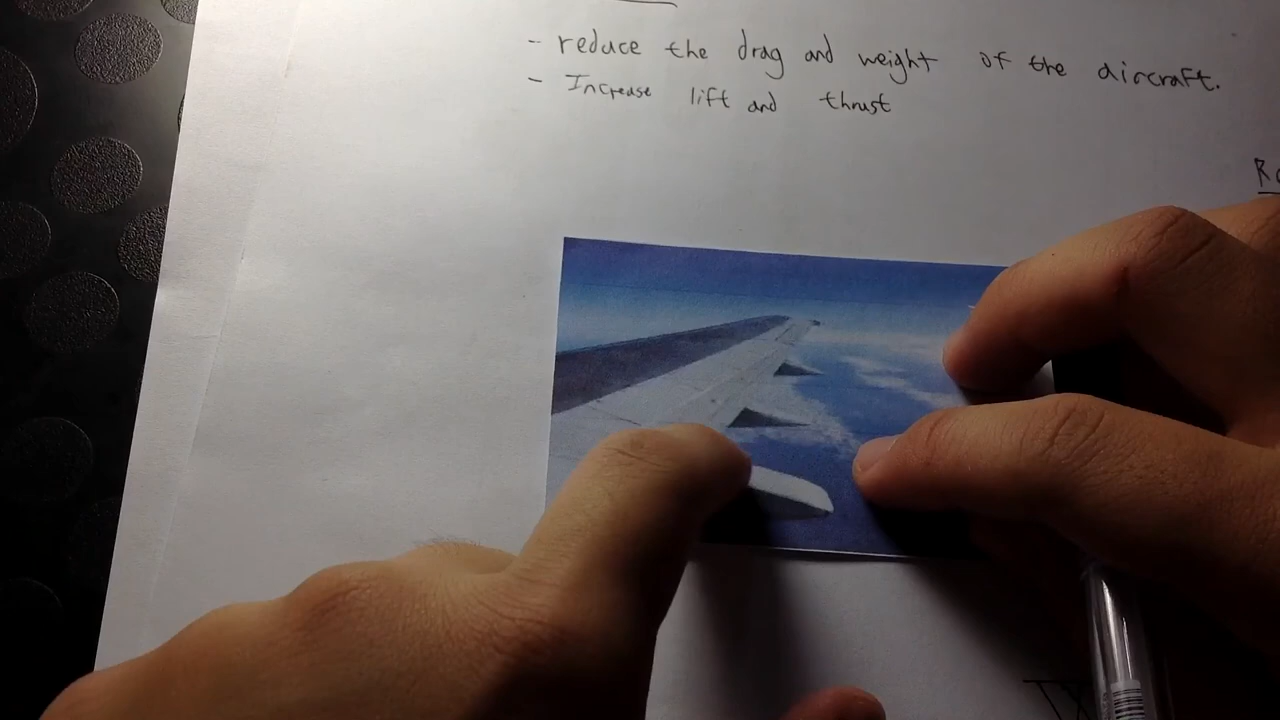 - reduce the drag and weight of the aircraft.
- Increase lift and thrust